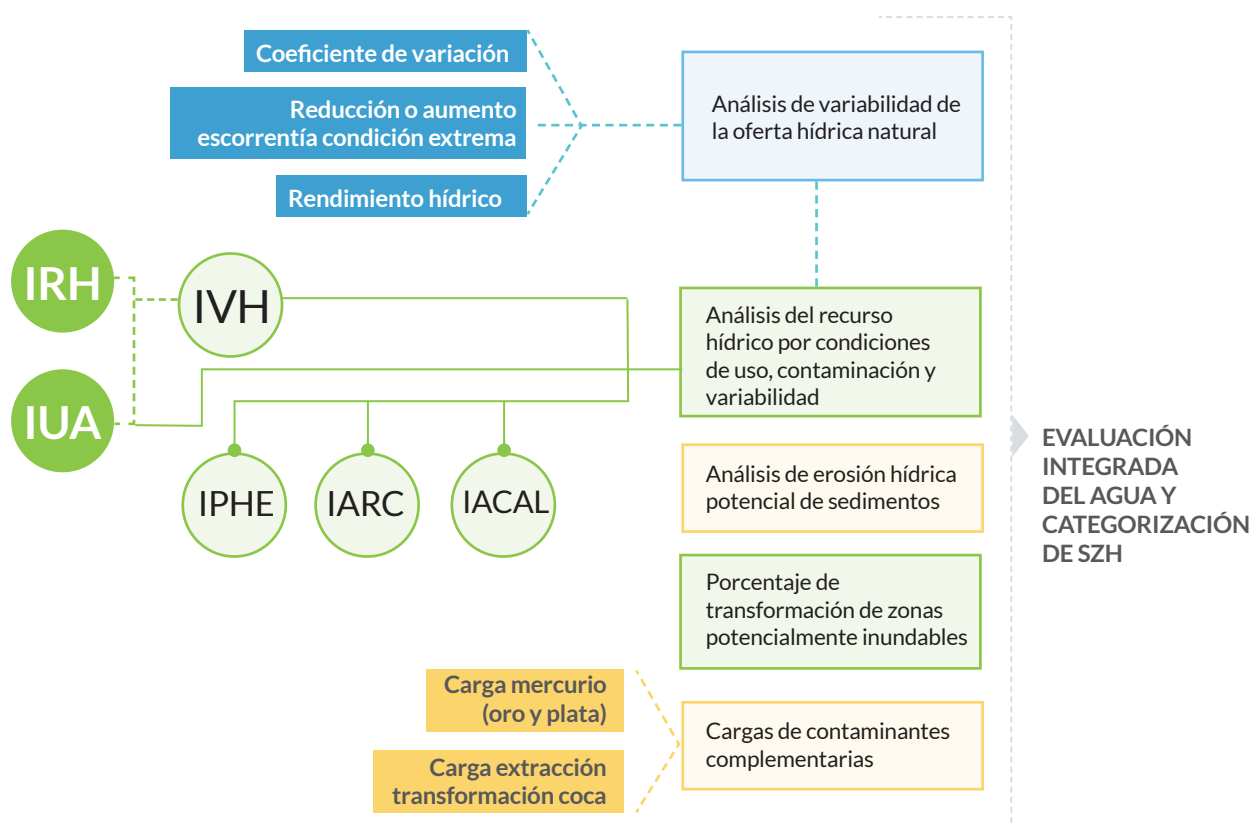 Coeficiente de variación
Reducción o aumento
escorrentía condición extrema
Rendimiento hídrico
Análisis de variabilidad de
la oferta hídrica natural
IRH
IVH
IUA
IPHE
IARC
IACAL
Análisis del recurso
hídrico por condiciones
de uso, contaminación y
variabilidad
Análisis de erosión hídrica
potencial de sedimentos
Porcentaje de
transformación de zonas
potencialmente inundables
Carga mercurio
(oro y plata)
Carga extracción
transformación coca
Cargas de contaminantes
complementarias
EVALUACIÓN
INTEGRADA
DEL AGUA Y
CATEGORIZACIÓN
DE SZH